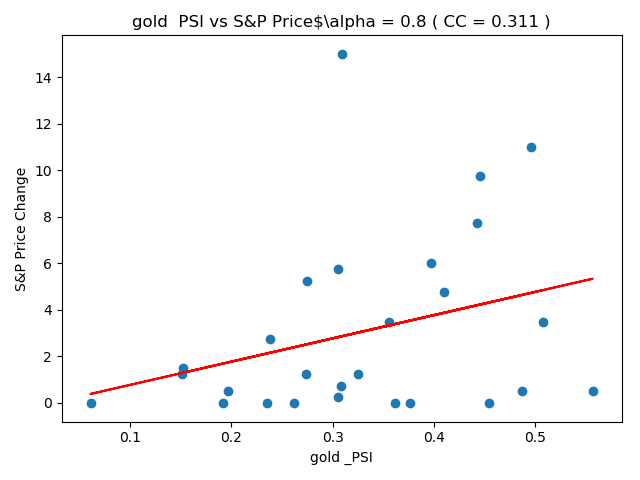 gold  PSI vs S&P Price$\alpha = 0.8 ( CC = 0.311 )
14
12
10
8
6
4
2
0
S&P Price Change
0.1 0.2 0.3 0.4 0.5
gold _PSI